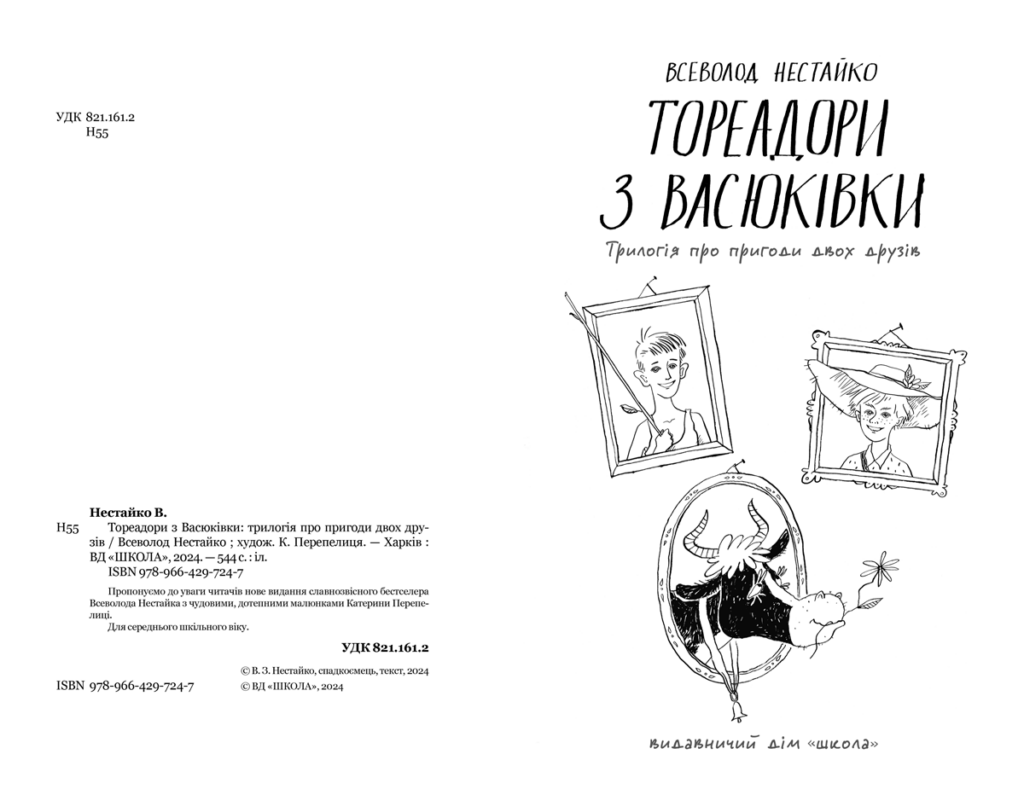 УДК 821.161.2
Н55
Нестайко В.
Н55 Тореадори з Васюківки: трилогія про пригоди двох дру-
зів / Всеволод Нестайко ; худож. К. Перепелиця. — Харків :
ВД «ШКОЛА», 2024. — 544 с. : іл.
ISBN 978-966-429-724-7
Пропонуємо до уваги читачів нове видання славнозвісного бестселера
Всеволода Нестайка з чудовими, дотепними малюнками Катерини Перепе-
лиці.
Для середнього шкільного віку.
УДК 821.161.2
© В. З. Нестайко, спадкоємець, текст, 2024
ISBN 978-966-429-724-7 © ВД «ШКОЛА», 2024
ВСЕВОЛОД НЕСТАЙКО
ТОРЕАДОРИ
З ВАСЮКІВКИ
Трилогія про пригоди двох друзів
видавничий дім «школа»